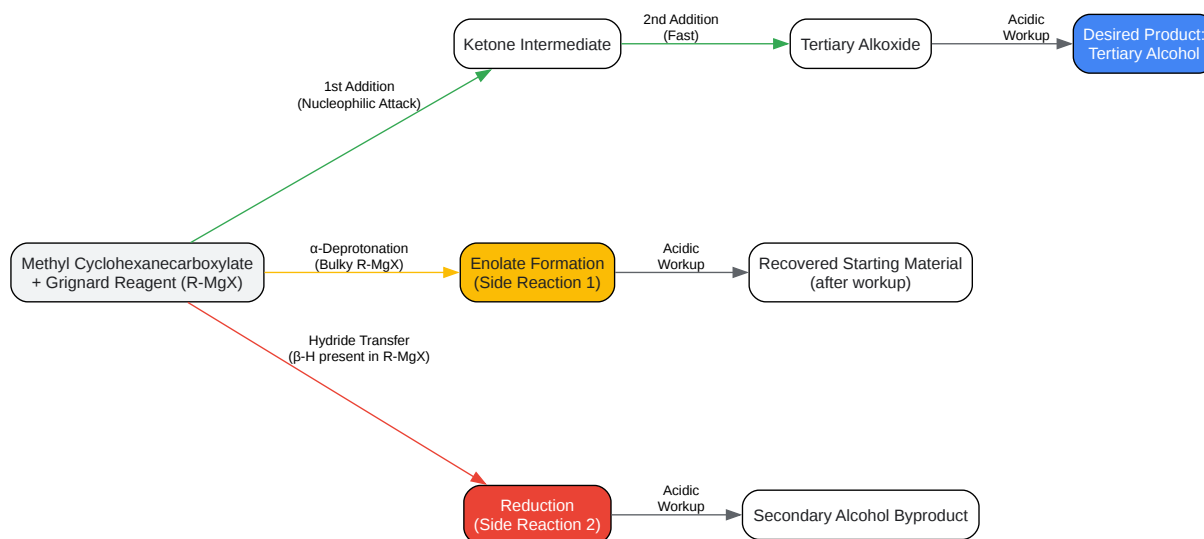 Ketone Intermediate
2nd Addition
(Fast)
Tertiary Alkoxide
Acidic
Workup
Desired Product:
Tertiary Alcohol
1st Addition
(Nucleophilic Attack)
Methyl Cyclohexanecarboxylate
+ Grignard Reagent (R-MgX)
α-Deprotonation
(Bulky R-MgX)
Enolate Formation
(Side Reaction 1)
Acidic
Workup
Recovered Starting Material
(after workup)
Hydride Transfer
(β-H present in R-MgX)
Reduction
(Side Reaction 2)
Acidic
Workup
Secondary Alcohol Byproduct